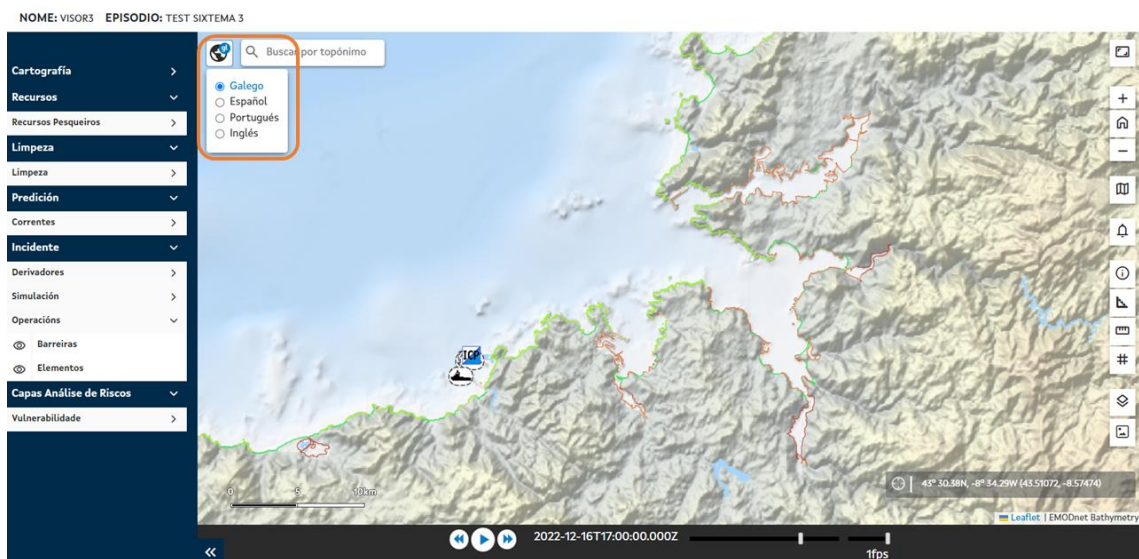 NOME: VISOR3 EPISODIO: TEST SIXTEMA 3
Buscar por topónimo
Galego
Español
Portugués
Inglés
Cartografía
Recursos
Recursos Pesqueiros
Limpeza
Limpeza
Predición
Correntes
Incidente
Derivadores
Simulación
Operacións
Barreiras
Elementos
Capas Análise de Riscos
Vulnerabilidade
ICP
0 5 10km
43º 30.38N, -8º 34.29W (43.51072, -8.57474)
Leaflet | EMODnet Bathymetry
2022-12-16T17:00:00.000Z
1fps